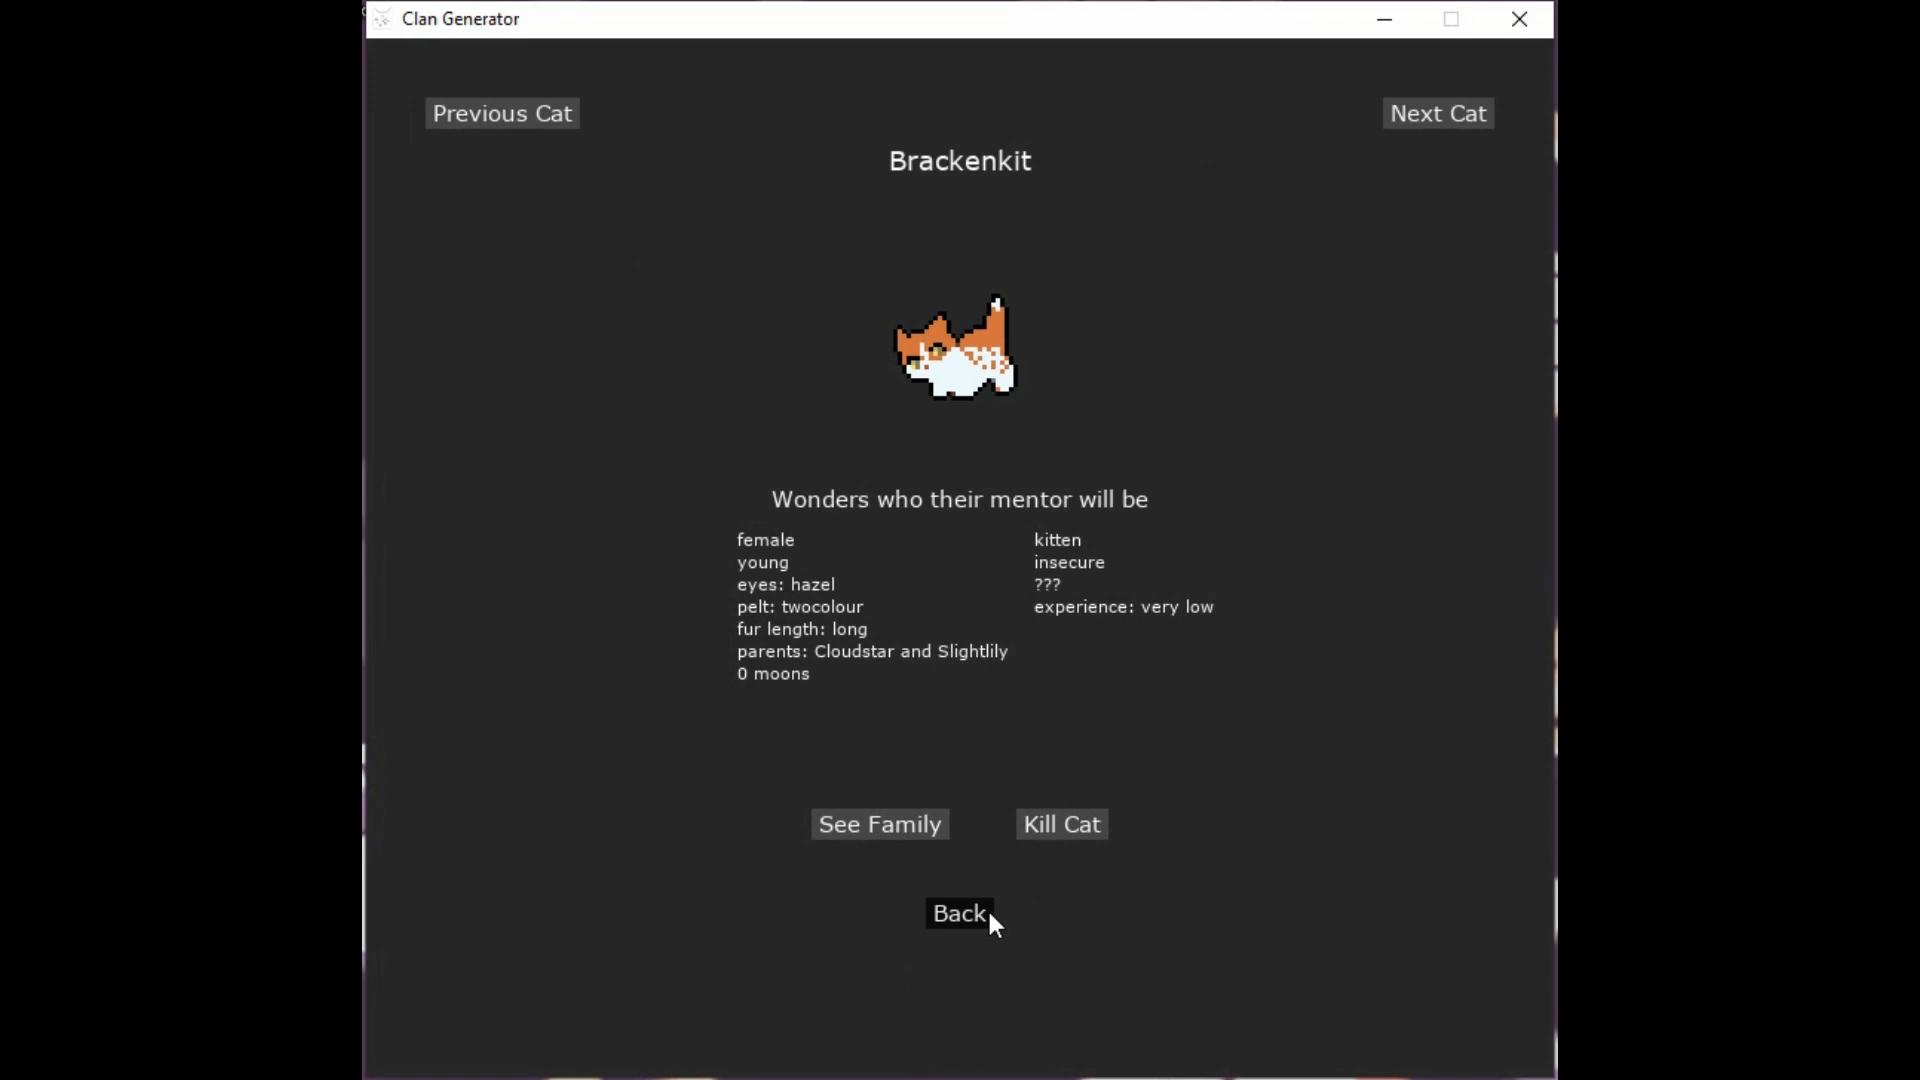 Clan Generator
Previous Cat
Next Cat
Brackenkit
Wonders who their mentor will be
female
young
eyes: hazel
pelt: twocolour
fur length: long
parents: Cloudstar and Slightlily
0 moons
kitten
insecure
???
experience: very low
See Family
Kill Cat
Back